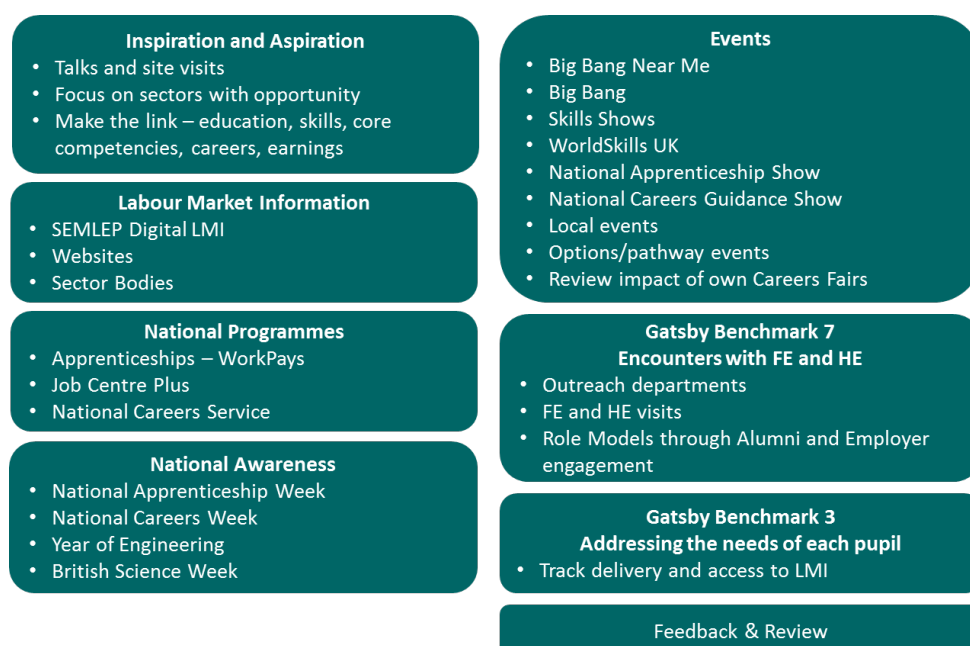 Inspiration and Aspiration
• Talks and site visits
• Focus on sectors with opportunity
• Make the link – education, skills, core
competencies, careers, earnings
Labour Market Information
• SEMLEP Digital LMI
• Websites
• Sector Bodies
National Programmes
• Apprenticeships – WorkPays
• Job Centre Plus
• National Careers Service
National Awareness
• National Apprenticeship Week
• National Careers Week
• Year of Engineering
• British Science Week
Events
• Big Bang Near Me
• Big Bang
• Skills Shows
• WorldSkills UK
• National Apprenticeship Show
• National Careers Guidance Show
• Local events
• Options/pathway events
• Review impact of own Careers Fairs
Gatsby Benchmark 7
Encounters with FE and HE
• Outreach departments
• FE and HE visits
• Role Models through Alumni and Employer
engagement
Gatsby Benchmark 3
Addressing the needs of each pupil
• Track delivery and access to LMI
Feedback & Review